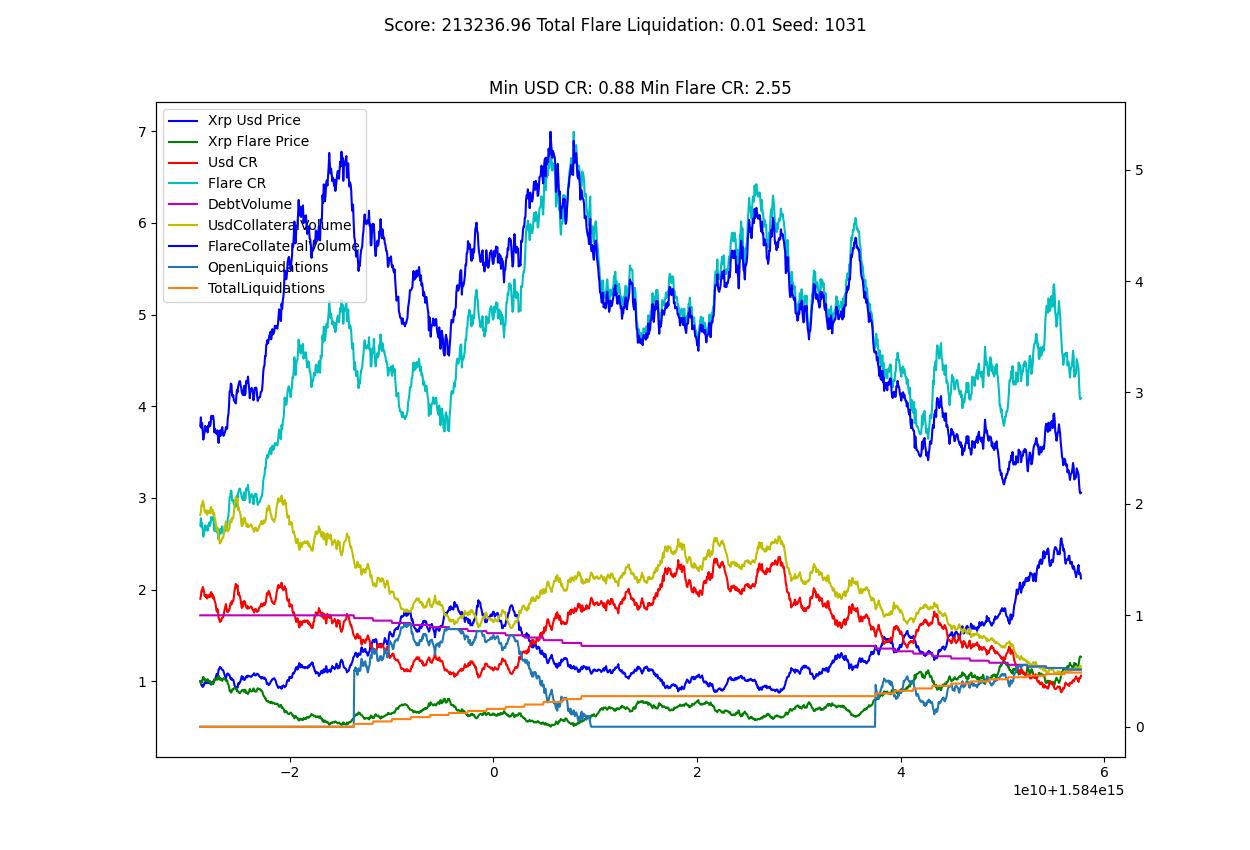 Score: 213236.96 Total Flare Liquidation: 0.01 Seed: 1031
Min USD CR: 0.88 Min Flare CR: 2.55
Xrp Usd Price
Xrp Flare Price
Usd CR
Flare CR
DebtVolume
UsdCollateralVolume
FlareCollateralVolume
OpenLiquidations
TotalLiquidations
7
6
5
4
3
2
1
5
4
3
2
1
0
−2
0
2
4
6
1e10+1.584e15